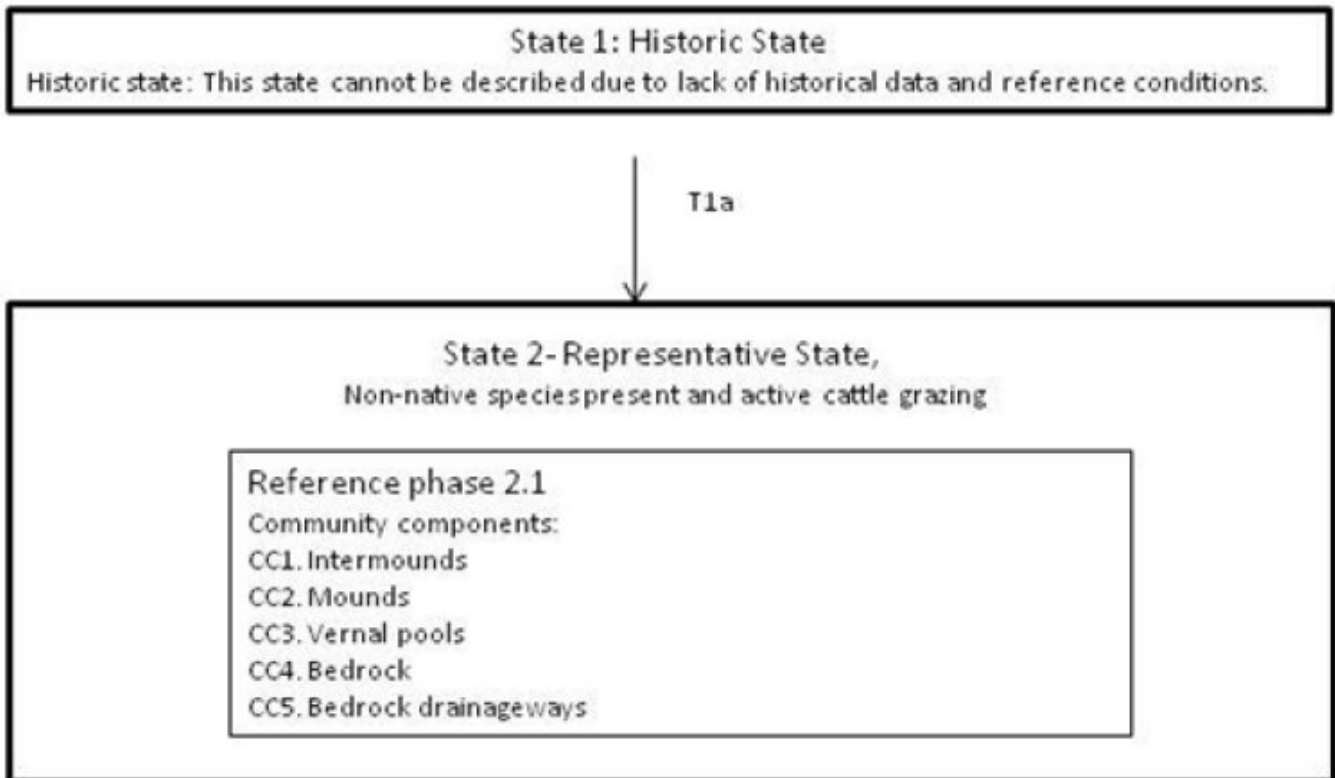 State 1: Historic State
Historic state: This state cannot be described due to lack of historical data and reference conditions.
T1a
State 2- Representative State,
Non-native species present and active cattle grazing
Reference phase 2.1
Community components:
CC1. Intermounds
CC2. Mounds
CC3. Vernal pools
CC4. Bedrock
CC5. Bedrock drainageways